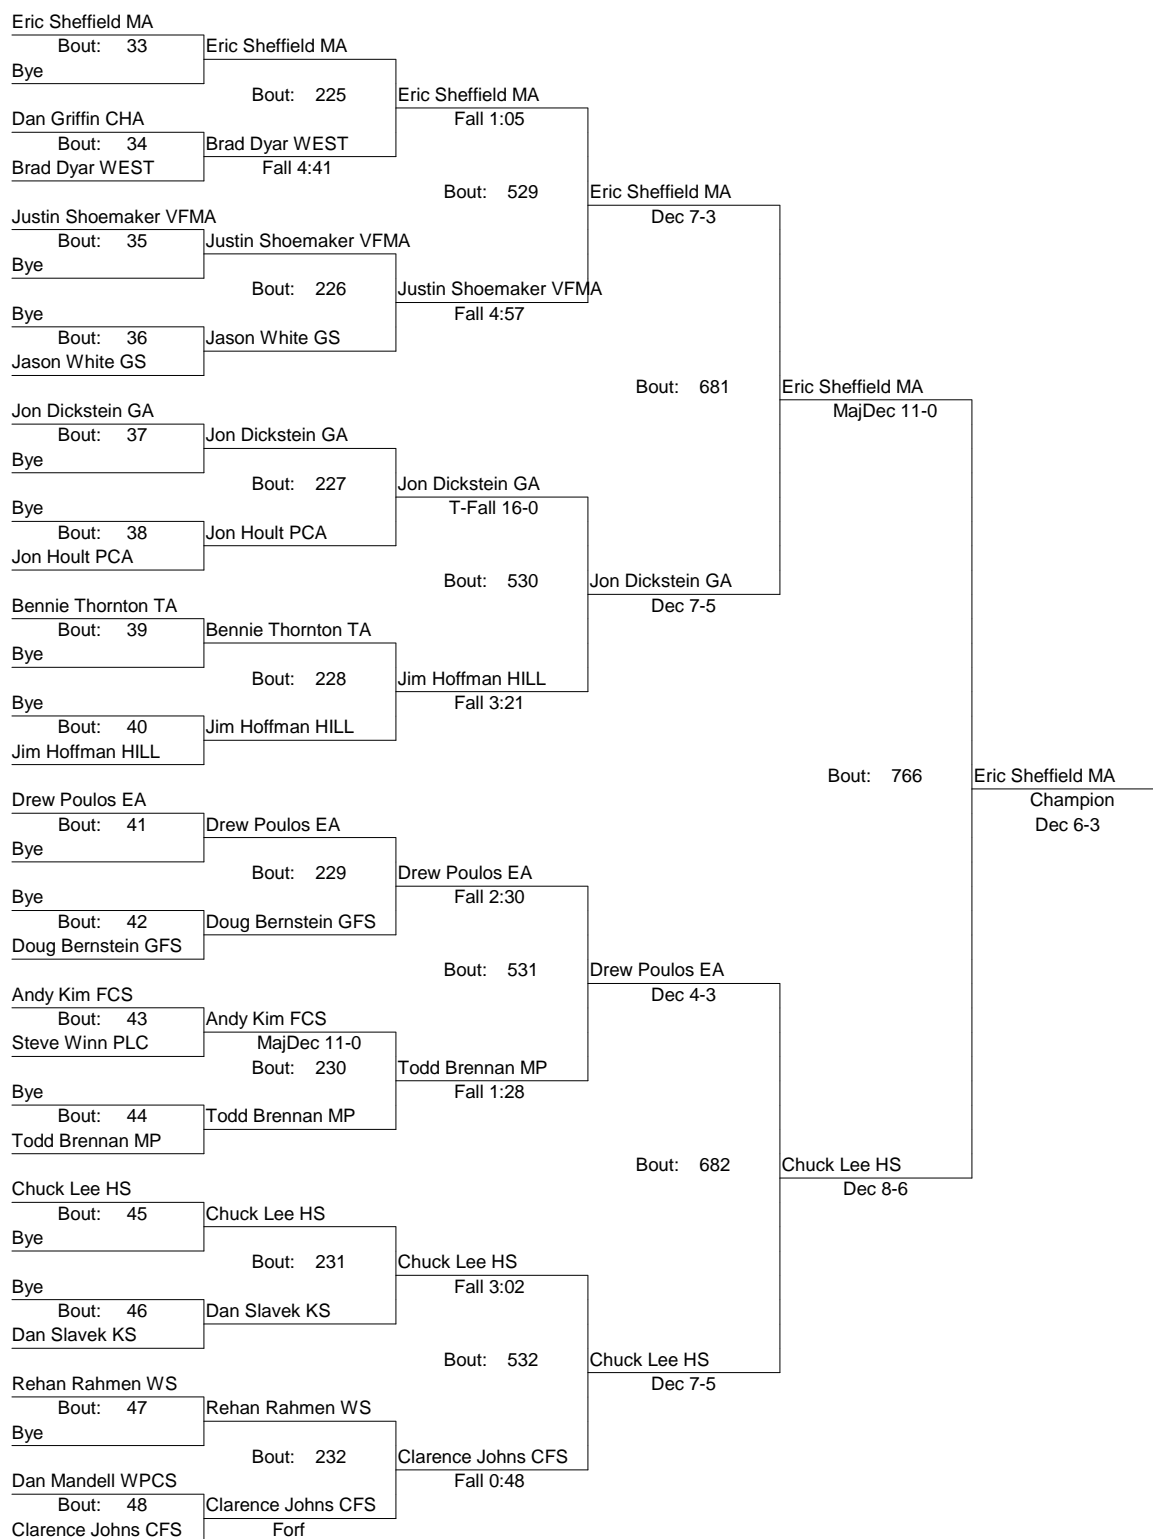 Eric Sheffield MA
Bout: 33
Eric Sheffield MA
Bye
Bout: 225
Eric Sheffield MA
Fall 1:05
Dan Griffin CHA
Bout: 34
Brad Dyar WEST
Brad Dyar WEST
Fall 4:41
Bout: 529
Eric Sheffield MA
Dec 7-3
Justin Shoemaker VFMA
Bout: 35
Justin Shoemaker VFMA
Bye
Bout: 226
Justin Shoemaker VFMA
Fall 4:57
Bye
Bout: 36
Jason White GS
Jason White GS
Bout: 681
Eric Sheffield MA
MajDec 11-0
Jon Dickstein GA
Bout: 37
Jon Dickstein GA
Bye
Bout: 227
Jon Dickstein GA
T-Fall 16-0
Bye
Bout: 38
Jon Hoult PCA
Jon Hoult PCA
Bout: 530
Jon Dickstein GA
Dec 7-5
Bennie Thornton TA
Bout: 39
Bennie Thornton TA
Bye
Bout: 228
Jim Hoffman HILL
Fall 3:21
Bye
Bout: 40
Jim Hoffman HILL
Jim Hoffman HILL
Bout: 766
Eric Sheffield MA
Champion
Dec 6-3
Drew Poulos EA
Bout: 41
Drew Poulos EA
Bye
Bout: 229
Drew Poulos EA
Fall 2:30
Bye
Bout: 42
Doug Bernstein GFS
Doug Bernstein GFS
Bout: 531
Drew Poulos EA
Dec 4-3
Andy Kim FCS
Bout: 43
Andy Kim FCS
Steve Winn PLC
MajDec 11-0
Bout: 230
Todd Brennan MP
Fall 1:28
Bye
Bout: 44
Todd Brennan MP
Todd Brennan MP
Bout: 682
Chuck Lee HS
Dec 8-6
Chuck Lee HS
Bout: 45
Chuck Lee HS
Bye
Bout: 231
Chuck Lee HS
Fall 3:02
Bye
Bout: 46
Dan Slavek KS
Dan Slavek KS
Bout: 532
Chuck Lee HS
Dec 7-5
Rehan Rahmen WS
Bout: 47
Rehan Rahmen WS
Bye
Bout: 232
Clarence Johns CFS
Fall 0:48
Dan Mandell WPCS
Bout: 48
Clarence Johns CFS
Clarence Johns CFS
Forf